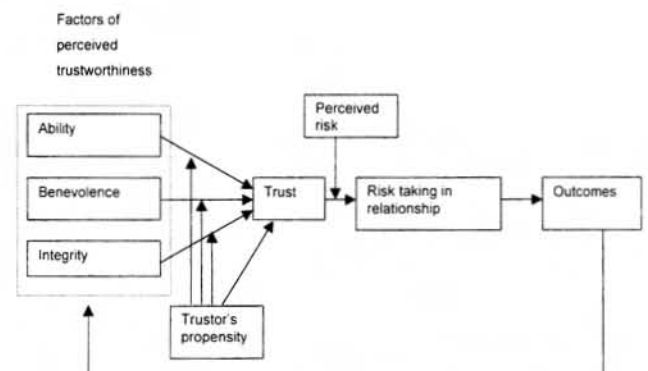 Factors of
perceived
trustworthiness
Ability
Benevolence
Integrity
Trustor's
propensity
Trust
Perceived
risk
Risk taking in
relationship
Outcomes